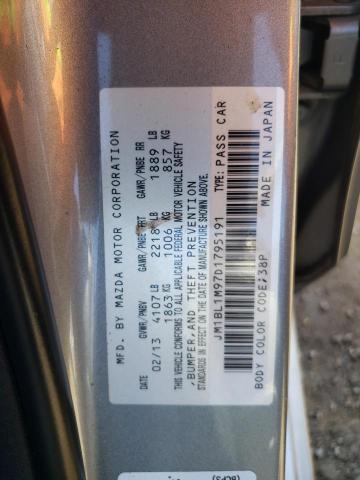 MFD. BY MAZDA MOTOR CORPORATION
DATE GVWR/PNBV GAWR/PNBE FRT GAWR/PNBE RR
02/13 4107 LB 2218 LB 1889 LB
1863 KG 1006 KG 857 KG
THIS VEHICLE CONFORMS TO ALL APPLICABLE FEDERAL MOTOR VEHICLE SAFETY
,BUMPER,AND THEFT PREVENTION
STANDARDS IN EFFECT ON THE DATE OF MANUFACTURE SHOWN ABOVE.
JM1BL1M97D1795191 TYPE: PASS CAR
BODY COLOR CODE:38P MADE IN JAPAN